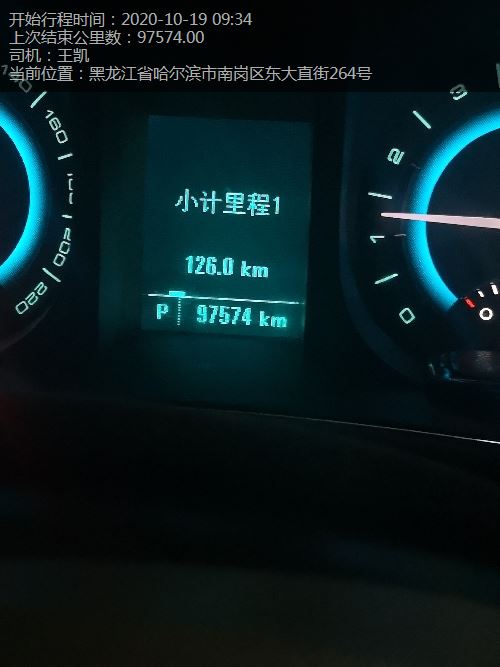 开始行程时间：2020-10-19 09:34
上次结束公里数：97574.00
司机：王凯
当前位置：黑龙江省哈尔滨市南岗区东大直街264号
160
200
220
小计里程1
126.0 km
P 97574 km
3
2
1
0